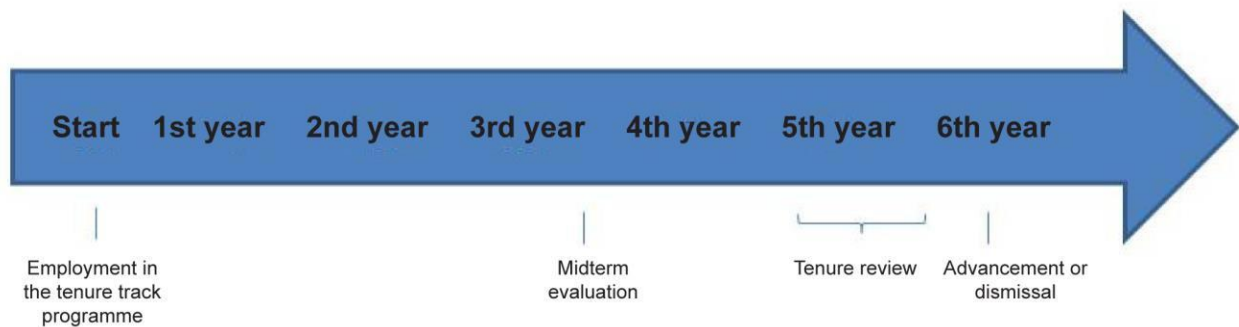 Start 1st year 2nd year 3rd year 4th year 5th year 6th year
Employment in
the tenure track
programme
Midterm
evaluation
Tenure review
Advancement or
dismissal